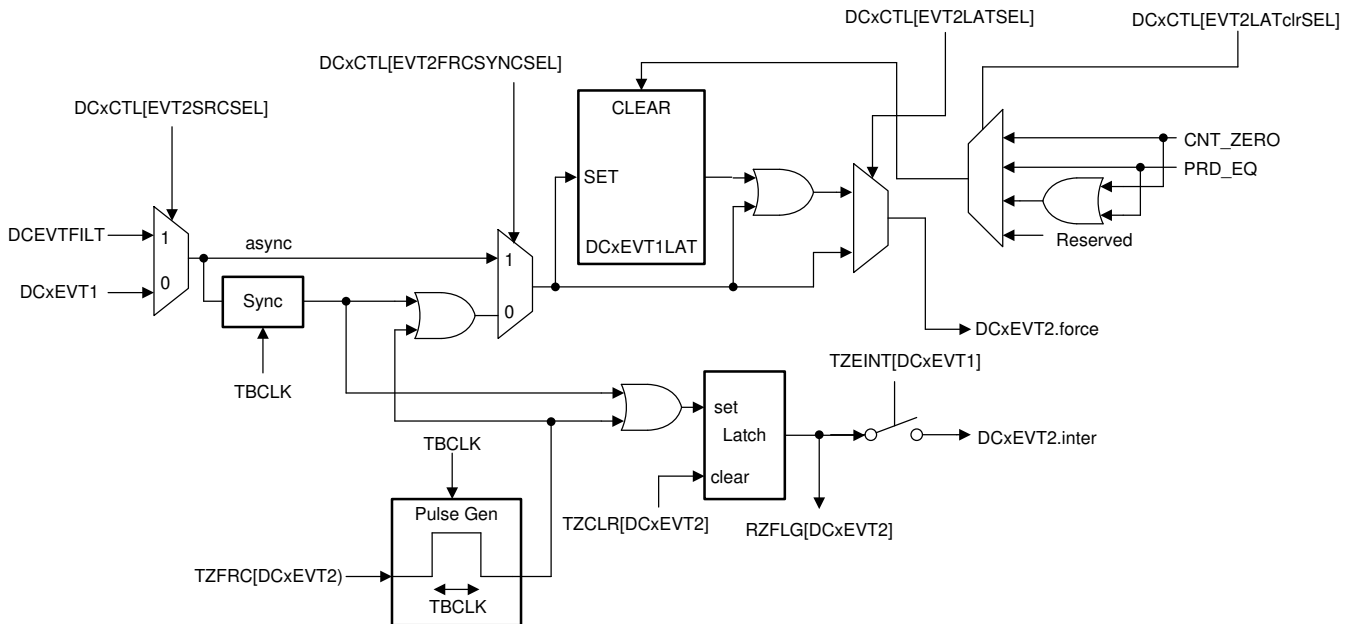 DCxCTL[EVT2LATSEL]
DCxCTL[EVT2LATclrSEL]
DCxCTL[EVT2FRCSYNCSEL]
DCxCTL[EVT2SRCSEL]
CLEAR
SET
DCxEVT1LAT
CNT_ZERO
PRD_EQ
Reserved
DCEVTFILT
1
async
1
DCxEVT1
0
Sync
0
TBCLK
DCxEVT2.force
TZEINT[DCxEVT1]
set
Latch
clear
DCxEVT2.inter
TBCLK
Pulse Gen
TZCLR[DCxEVT2]
RZFLG[DCxEVT2]
TZFRC[DCxEVT2)
TBCLK